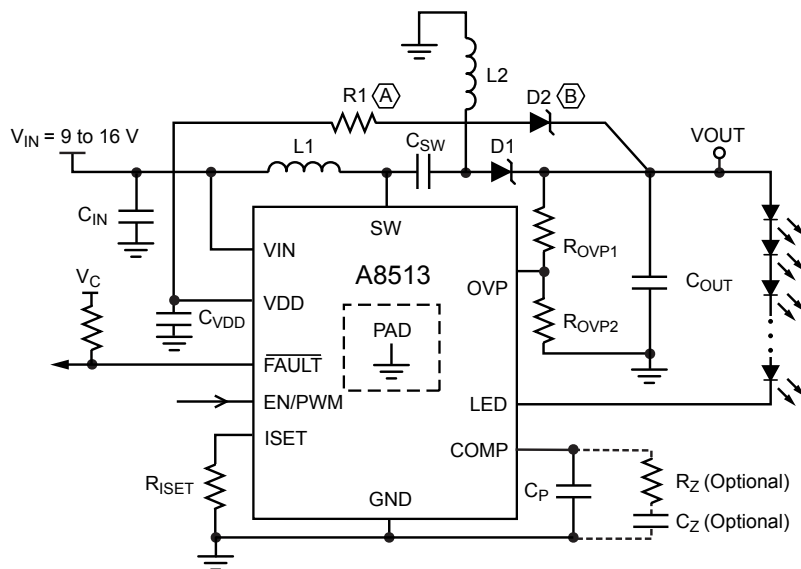 L2
R1 A
D2 B
VIN = 9 to 16 V
L1
CSW
D1
VOUT
CIN
SW
VIN
A8513
OVP
ROVP1
COUT
VC
VDD
CVDD
PAD
ROVP2
FAULT
EN/PWM
LED
ISET
COMP
RISET
GND
CP
RZ (Optional)
CZ (Optional)